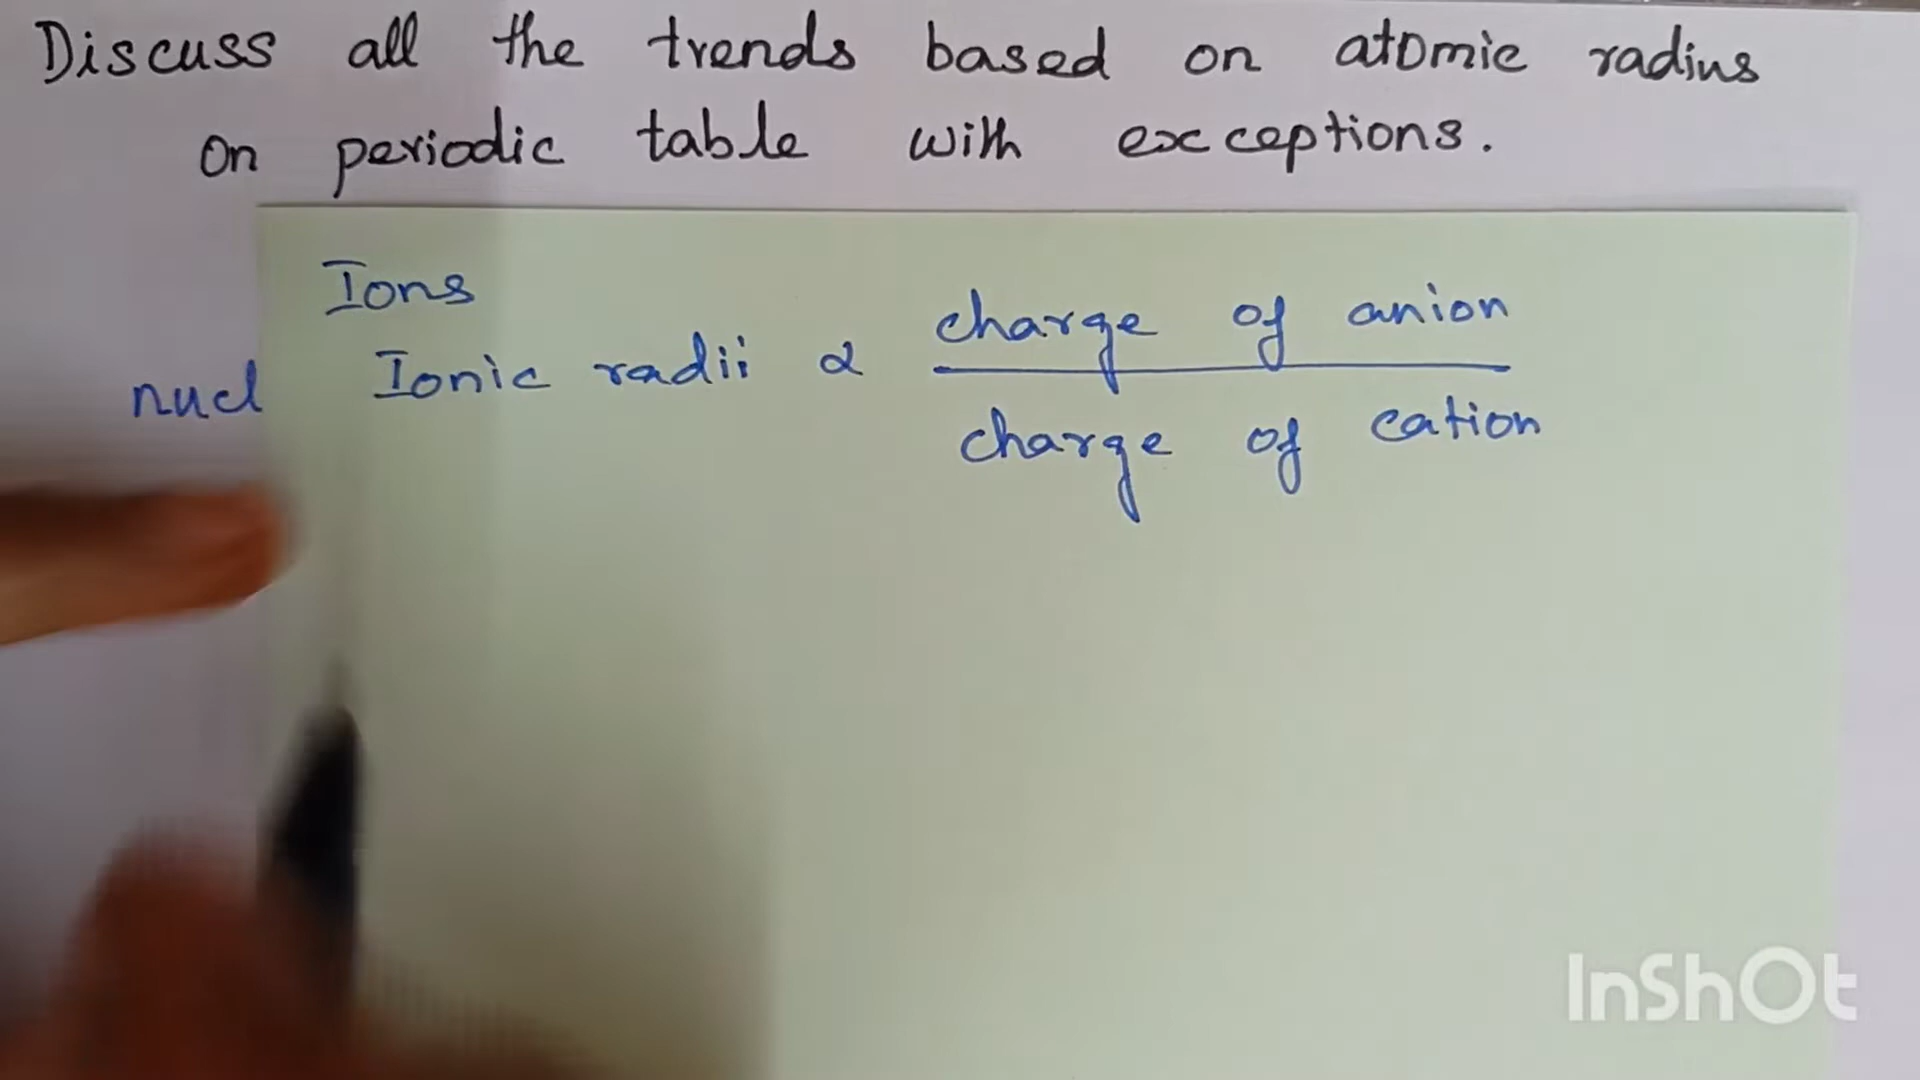 Discuss all the trends based on atomic radius
on periodic table with exceptions.
Ions
Ionic radii α charge of anion
charge of cation
nucl
InShOt